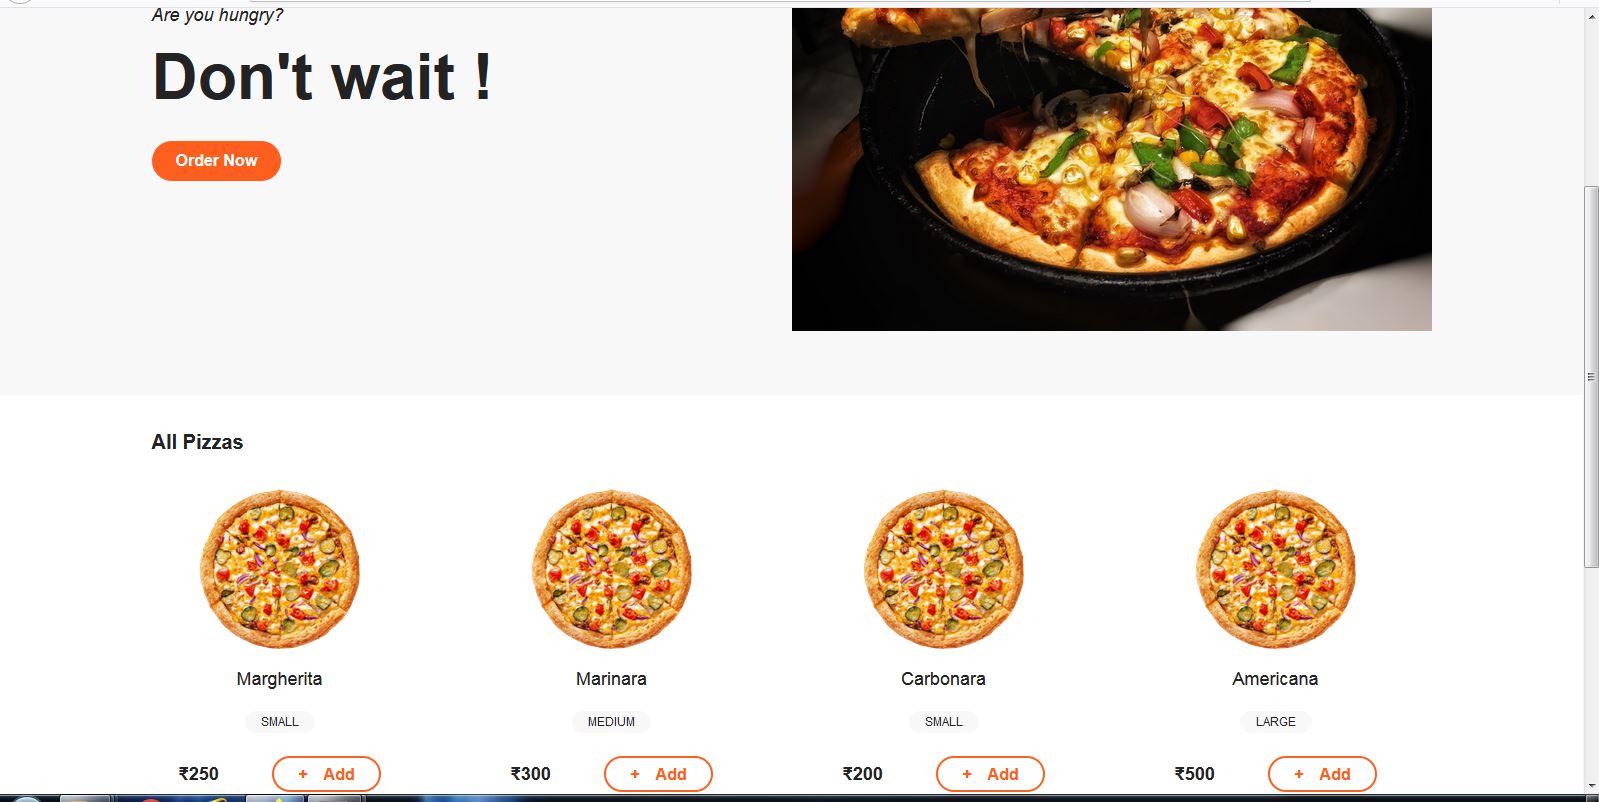 Are you hungry?
Don't wait !
Order Now
All Pizzas
Margherita
Marinara
Carbonara
Americana
SMALL
MEDIUM
SMALL
LARGE
₹250 + Add
₹300 + Add
₹200 + Add
₹500 + Add